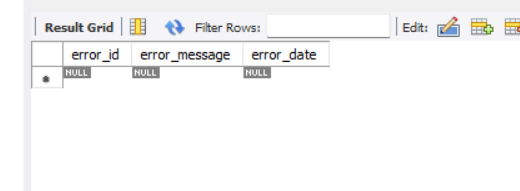 Result Grid Filter Rows: Edit:
error_id error_message error_date
NULL NULL NULL